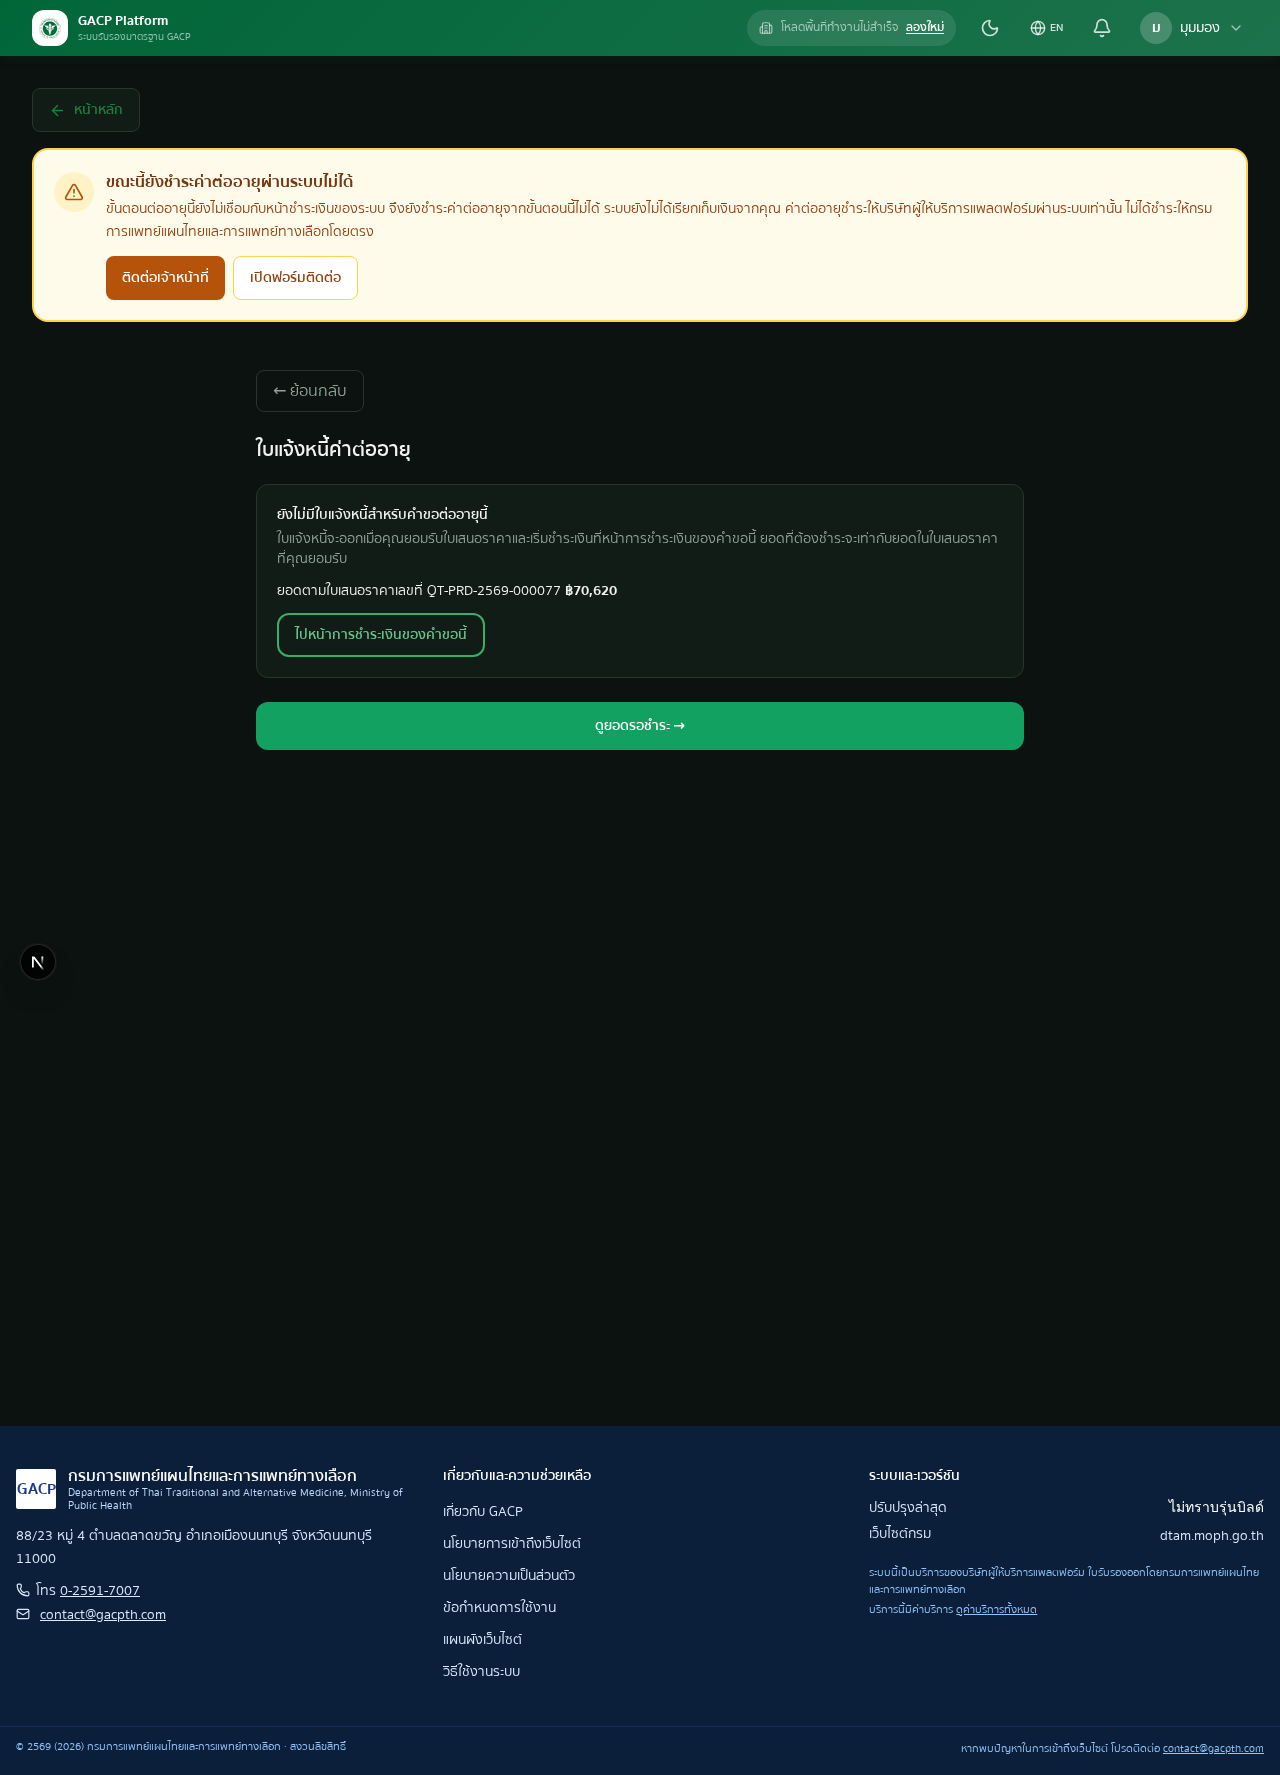 GACP Platform
ระบบรับรองมาตรฐาน GACP
โหลดพื้นที่ทำงานไม่สำเร็จ ลองใหม่
EN
ม มุมมอง
หน้าหลัก
ขณะนี้ยังชำระค่าต่ออายุผ่านระบบไม่ได้
ขั้นตอนต่ออายุนี้ยังไม่เชื่อมกับหน้าชำระเงินของระบบ จึงยังชำระค่าต่ออายุจากขั้นตอนนี้ไม่ได้ ระบบยังไม่ได้เรียกเก็บเงินจากคุณ ค่าต่ออายุชำระให้บริษัทผู้ให้บริการแพลตฟอร์มผ่านระบบเท่านั้น ไม่ได้ชำระให้กรม
การแพทย์แผนไทยและการแพทย์ทางเลือกโดยตรง
ติดต่อเจ้าหน้าที่ เปิดฟอร์มติดต่อ
← ย้อนกลับ
ใบแจ้งหนี้ค่าต่ออายุ
ยังไม่มีใบแจ้งหนี้สำหรับคำขอต่ออายุนี้
ใบแจ้งหนี้จะออกเมื่อคุณยอมรับใบเสนอราคาและเริ่มชำระเงินที่หน้าการชำระเงินของคำขอนี้ ยอดที่ต้องชำระจะเท่ากับยอดในใบเสนอราคา
ที่คุณยอมรับ
ยอดตามใบเสนอราคาเลขที่ QT-PRD-2569-000077 ฿70,620
ไปหน้าการชำระเงินของคำขอนี้
ดูยอดรอชำระ →
N
GACP
กรมการแพทย์แผนไทยและการแพทย์ทางเลือก
Department of Thai Traditional and Alternative Medicine, Ministry of
Public Health
88/23 หมู่ 4 ตำบลตลาดขวัญ อำเภอเมืองนนทบุรี จังหวัดนนทบุรี
11000
โทร 0-2591-7007
contact@gacpth.com
เกี่ยวกับและความช่วยเหลือ
เกี่ยวกับ GACP
นโยบายการเข้าถึงเว็บไซต์
นโยบายความเป็นส่วนตัว
ข้อกำหนดการใช้งาน
แผนผังเว็บไซต์
วิธีใช้งานระบบ
ระบบและเวอร์ชัน
ปรับปรุงล่าสุด ไม่ทราบรุ่นบิลด์
เว็บไซต์กรม dtam.moph.go.th
ระบบนี้เป็นบริการของบริษัทผู้ให้บริการแพลตฟอร์ม ใบรับรองออกโดยกรมการแพทย์แผนไทย
และการแพทย์ทางเลือก
บริการนี้มีค่าบริการ ดูค่าบริการทั้งหมด
© 2569 (2026) กรมการแพทย์แผนไทยและการแพทย์ทางเลือก · สงวนลิขสิทธิ์
หากพบปัญหาในการเข้าถึงเว็บไซต์ โปรดติดต่อ contact@gacpth.com